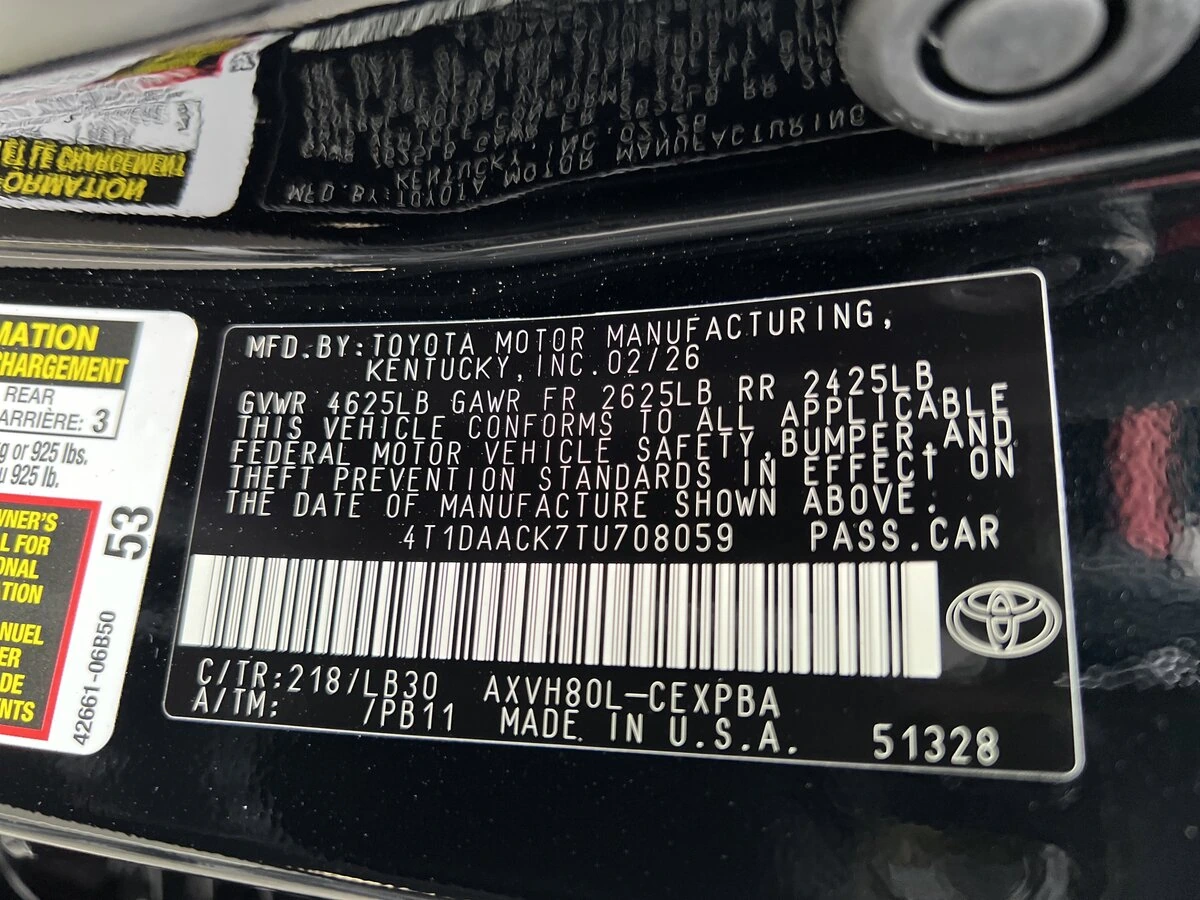 MFD.BY:TOYOTA MOTOR MANUFACTURING,
KENTUCKY, INC. 02/26
GVWR 4625LB GAWR FR 2625LB RR 2425LB
THIS VEHICLE CONFORMS TO ALL APPLICABLE
FEDERAL MOTOR VEHICLE SAFETY,BUMPER,AND
THEFT PREVENTION STANDARDS IN EFFECT ON
THE DATE OF MANUFACTURE SHOWN ABOVE.
4T1DAACK7TU708059 PASS.CAR
C/TR:218/LB30 AXVH80L-CEXPBA
A/TM: /PB11 MADE IN U.S.A. 51328
MATION
CHARGEMENT
REAR
ARRIÈRE: 3
g or 925 lbs.
u 925 lb.
WNER'S
L FOR
ONAL
TION
NUEL
ER
DE
NTS
53
42661-06B50